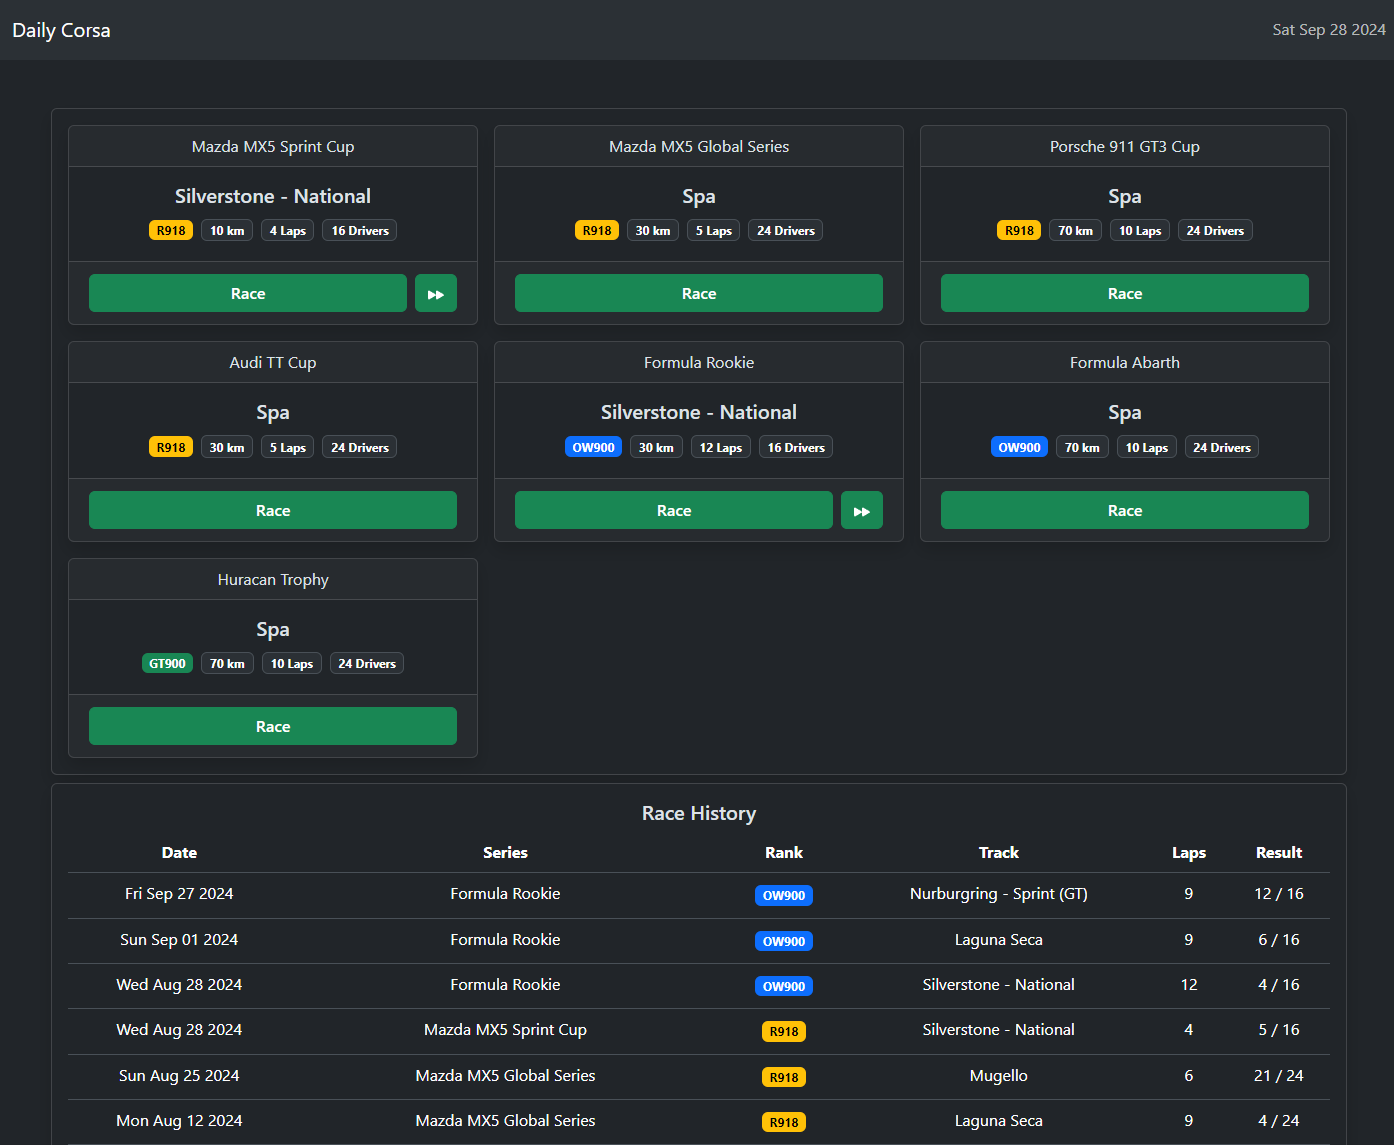 Daily Corsa
Sat Sep 28 2024
Mazda MX5 Sprint Cup
Silverstone - National
R918 10 km 4 Laps 16 Drivers
Race
Mazda MX5 Global Series
Spa
R918 30 km 5 Laps 24 Drivers
Race
Porsche 911 GT3 Cup
Spa
R918 70 km 10 Laps 24 Drivers
Race
Audi TT Cup
Spa
R918 30 km 5 Laps 24 Drivers
Race
Formula Rookie
Silverstone - National
OW900 30 km 12 Laps 16 Drivers
Race
Formula Abarth
Spa
OW900 70 km 10 Laps 24 Drivers
Race
Huracan Trophy
Spa
GT900 70 km 10 Laps 24 Drivers
Race
Race History
Date Series Rank Track Laps Result
Fri Sep 27 2024 Formula Rookie OW900 Nurburgring - Sprint (GT) 9 12 / 16
Sun Sep 01 2024 Formula Rookie OW900 Laguna Seca 9 6 / 16
Wed Aug 28 2024 Formula Rookie OW900 Silverstone - National 12 4 / 16
Wed Aug 28 2024 Mazda MX5 Sprint Cup R918 Silverstone - National 4 5 / 16
Sun Aug 25 2024 Mazda MX5 Global Series R918 Mugello 6 21 / 24
Mon Aug 12 2024 Mazda MX5 Global Series R918 Laguna Seca 9 4 / 24